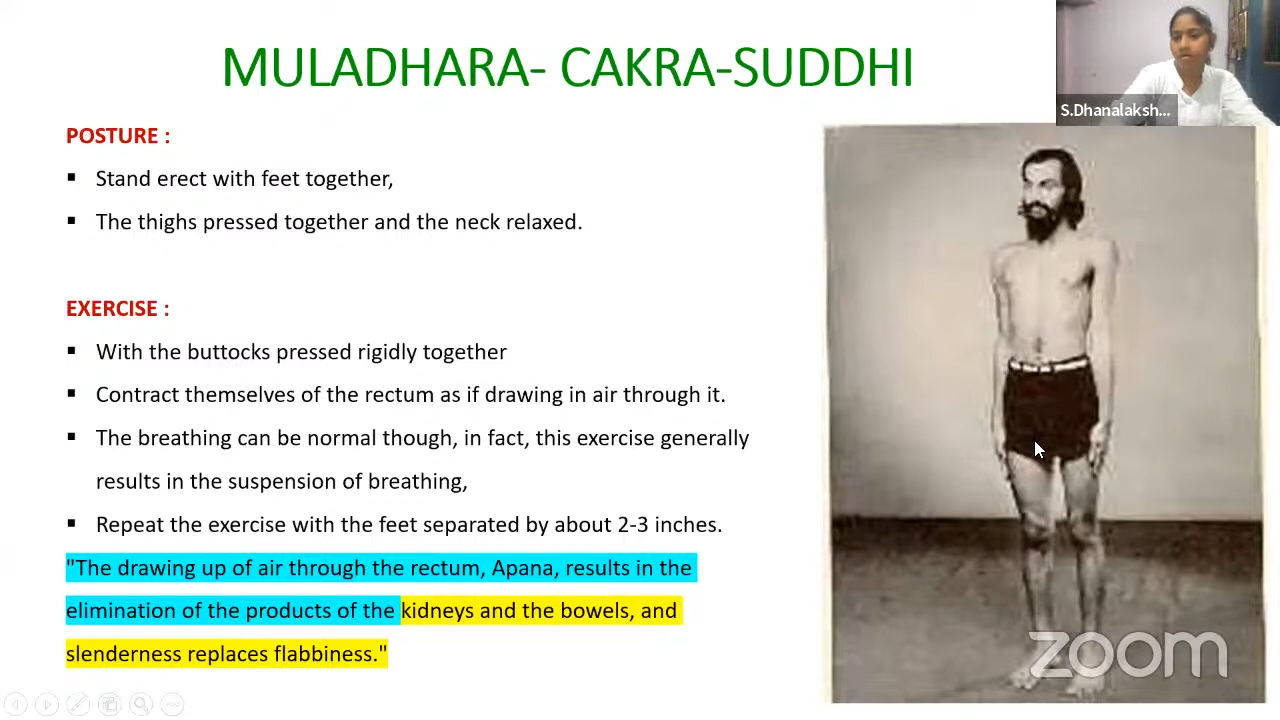 MULADHARA- CAKRA-SUDDHI
S.Dhanalaksh...
POSTURE :
▪ Stand erect with feet together,
▪ The thighs pressed together and the neck relaxed.
EXERCISE :
▪ With the buttocks pressed rigidly together
▪ Contract themselves of the rectum as if drawing in air through it.
▪ The breathing can be normal though, in fact, this exercise generally
results in the suspension of breathing,
▪ Repeat the exercise with the feet separated by about 2-3 inches.
"The drawing up of air through the rectum, Apana, results in the
elimination of the products of the kidneys and the bowels, and
slenderness replaces flabbiness."
zoom